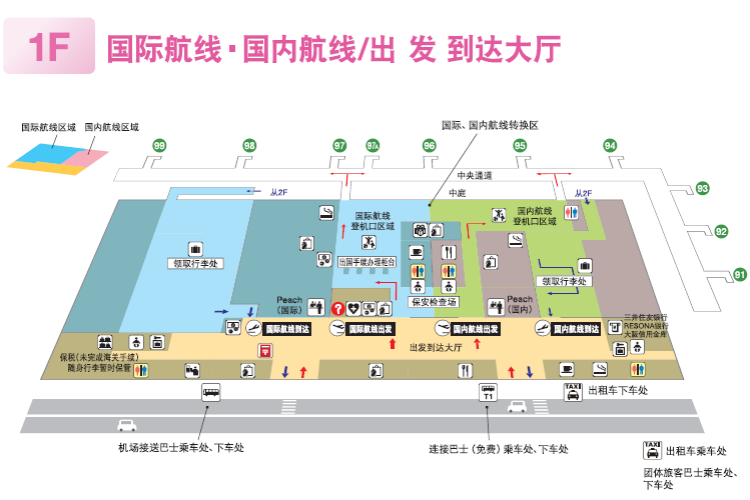 1F
国际航线·国内航线/出 发 到达大厅
国际航线区域
国内航线区域
99
98
97
97A
96
95
94
93
92
91
国际、国内航线转换区
中央通道
中庭
从2F
从2F
国际航线
登机口区域
国内航线
登机口区域
领取行李处
出国手续办理柜台
领取行李处
保安检查场
Peach
(国际)
Peach
(国内)
国际航线到达
国际航线出发
国内航线出发
国内航线到达
三井住友银行
RESONA银行
大阪信用金库
出发到达大厅
保税(未完成海关手续)
随身行李暂时保管
T1
TAXI
出租车下车处
机场接送巴士乘车处、下车处
连接巴士(免费)乘车处、下车处
TAXI
出租车乘车处
团体旅客巴士乘车处、
下车处